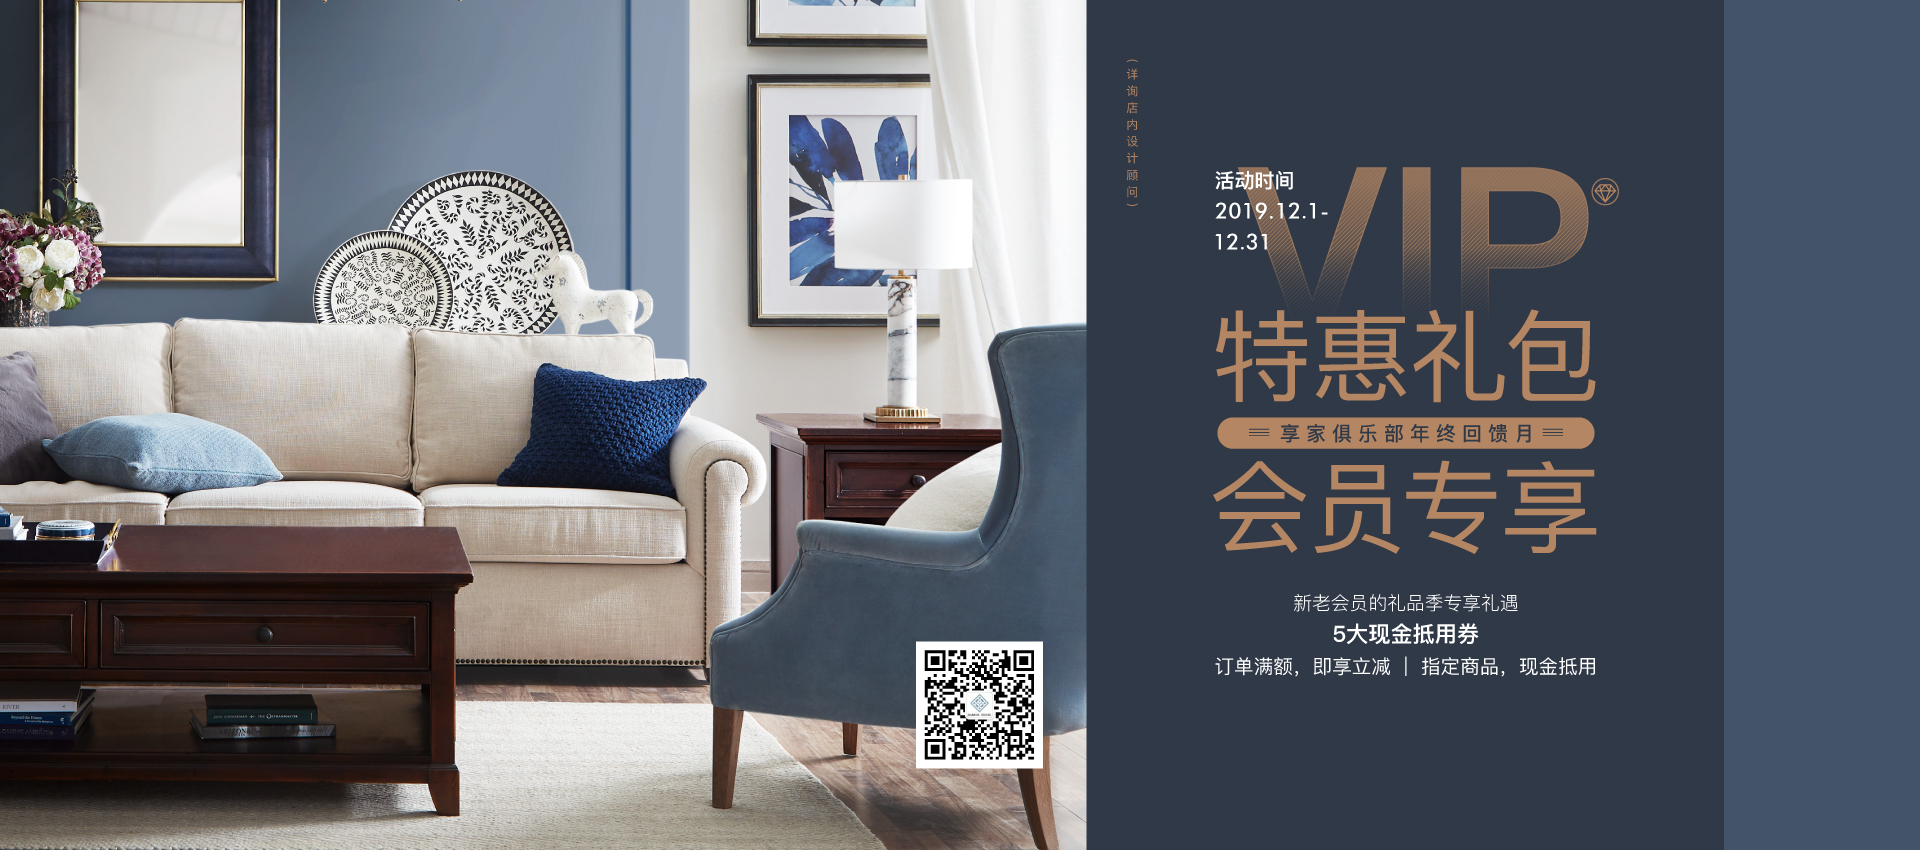 （详询店内设计顾问）
VIP
活动时间
2019.12.1-
12.31
特惠礼包
享家俱乐部年终回馈月
会员专享
新老会员的礼品季专享礼遇
5大现金抵用券
订单满额，即享立减｜指定商品，现金抵用
RIVER